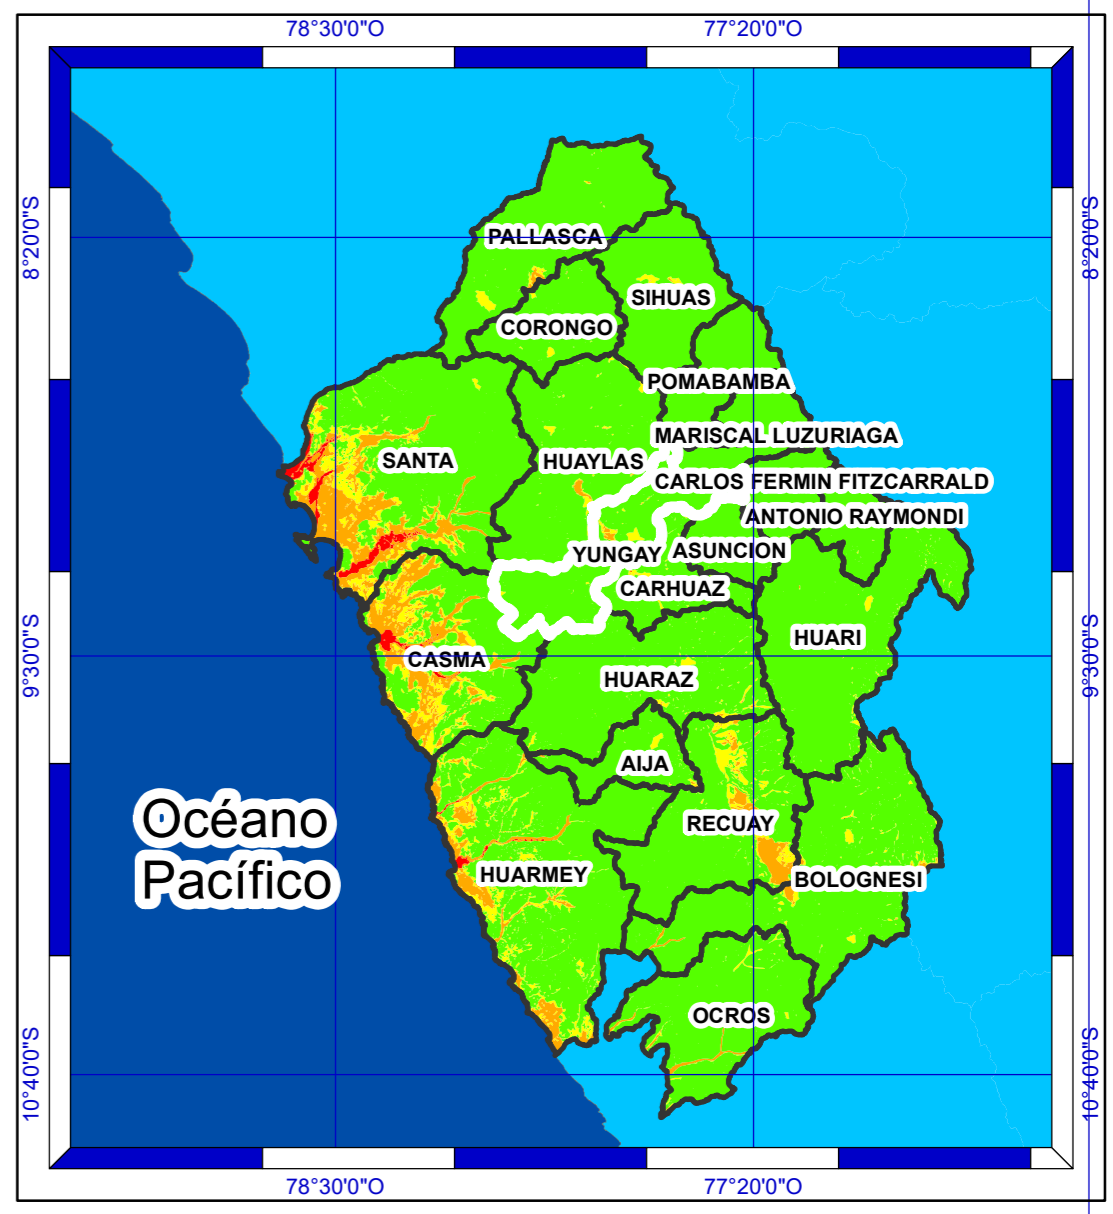 78°30'0"O
77°20'0"O
8°20'0"S
8°20'0"S
PALLASCA
SIHUAS
CORONGO
POMABAMBA
MARISCAL LUZURIAGA
SANTA
HUAYLAS
CARLOS FERMIN FITZCARRALD
ANTONIO RAYMONDI
YUNGAY
ASUNCION
CARHUAZ
HUARI
9°30'0"S
9°30'0"S
CASMA
HUARAZ
AIJA
Océano
Pacífico
RECUAY
HUARMEY
BOLOGNESI
OCROS
10°40'0"S
10°40'0"S
78°30'0"O
77°20'0"O